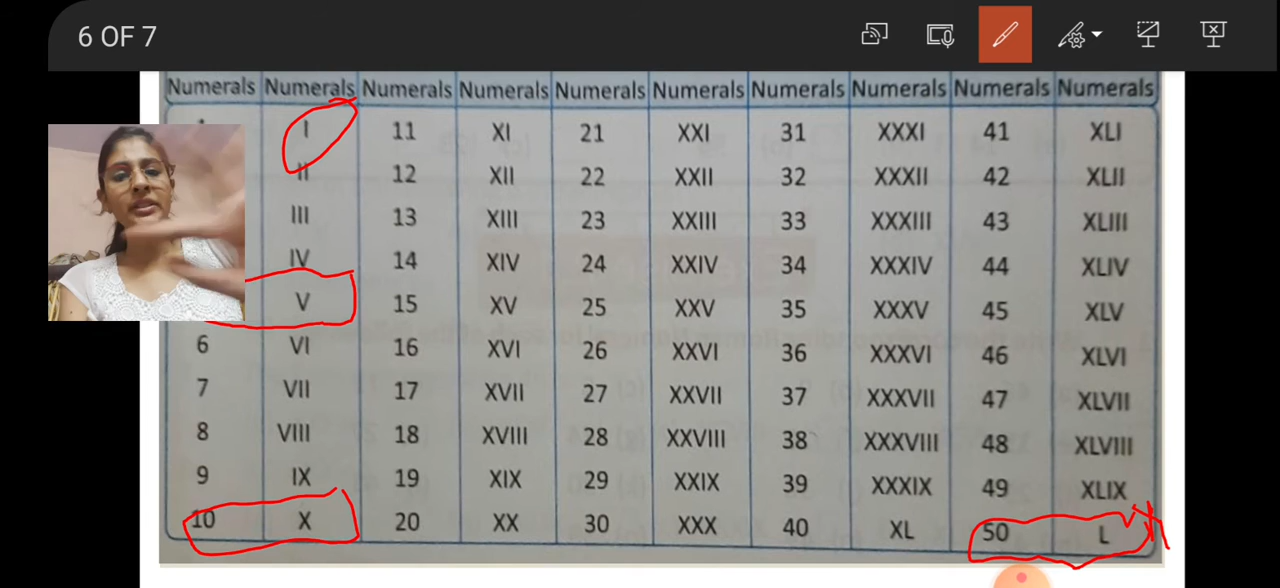 6 OF 7
Numerals Numerals Numerals Numerals Numerals Numerals Numerals Numerals Numerals Numerals
I 11 XI 21 XXI 31 XXXI 41 XLI
II 12 XII 22 XXII 32 XXXII 42 XLII
III 13 XIII 23 XXIII 33 XXXIII 43 XLIII
IV 14 XIV 24 XXIV 34 XXXIV 44 XLIV
V 15 XV 25 XXV 35 XXXV 45 XLV
6 VI 16 XVI 26 XXVI 36 XXXVI 46 XLVI
7 VII 17 XVII 27 XXVII 37 XXXVII 47 XLVII
8 VIII 18 XVIII 28 XXVIII 38 XXXVIII 48 XLVIII
9 IX 19 XIX 29 XXIX 39 XXXIX 49 XLIX
10 X 20 XX 30 XXX 40 XL 50 L